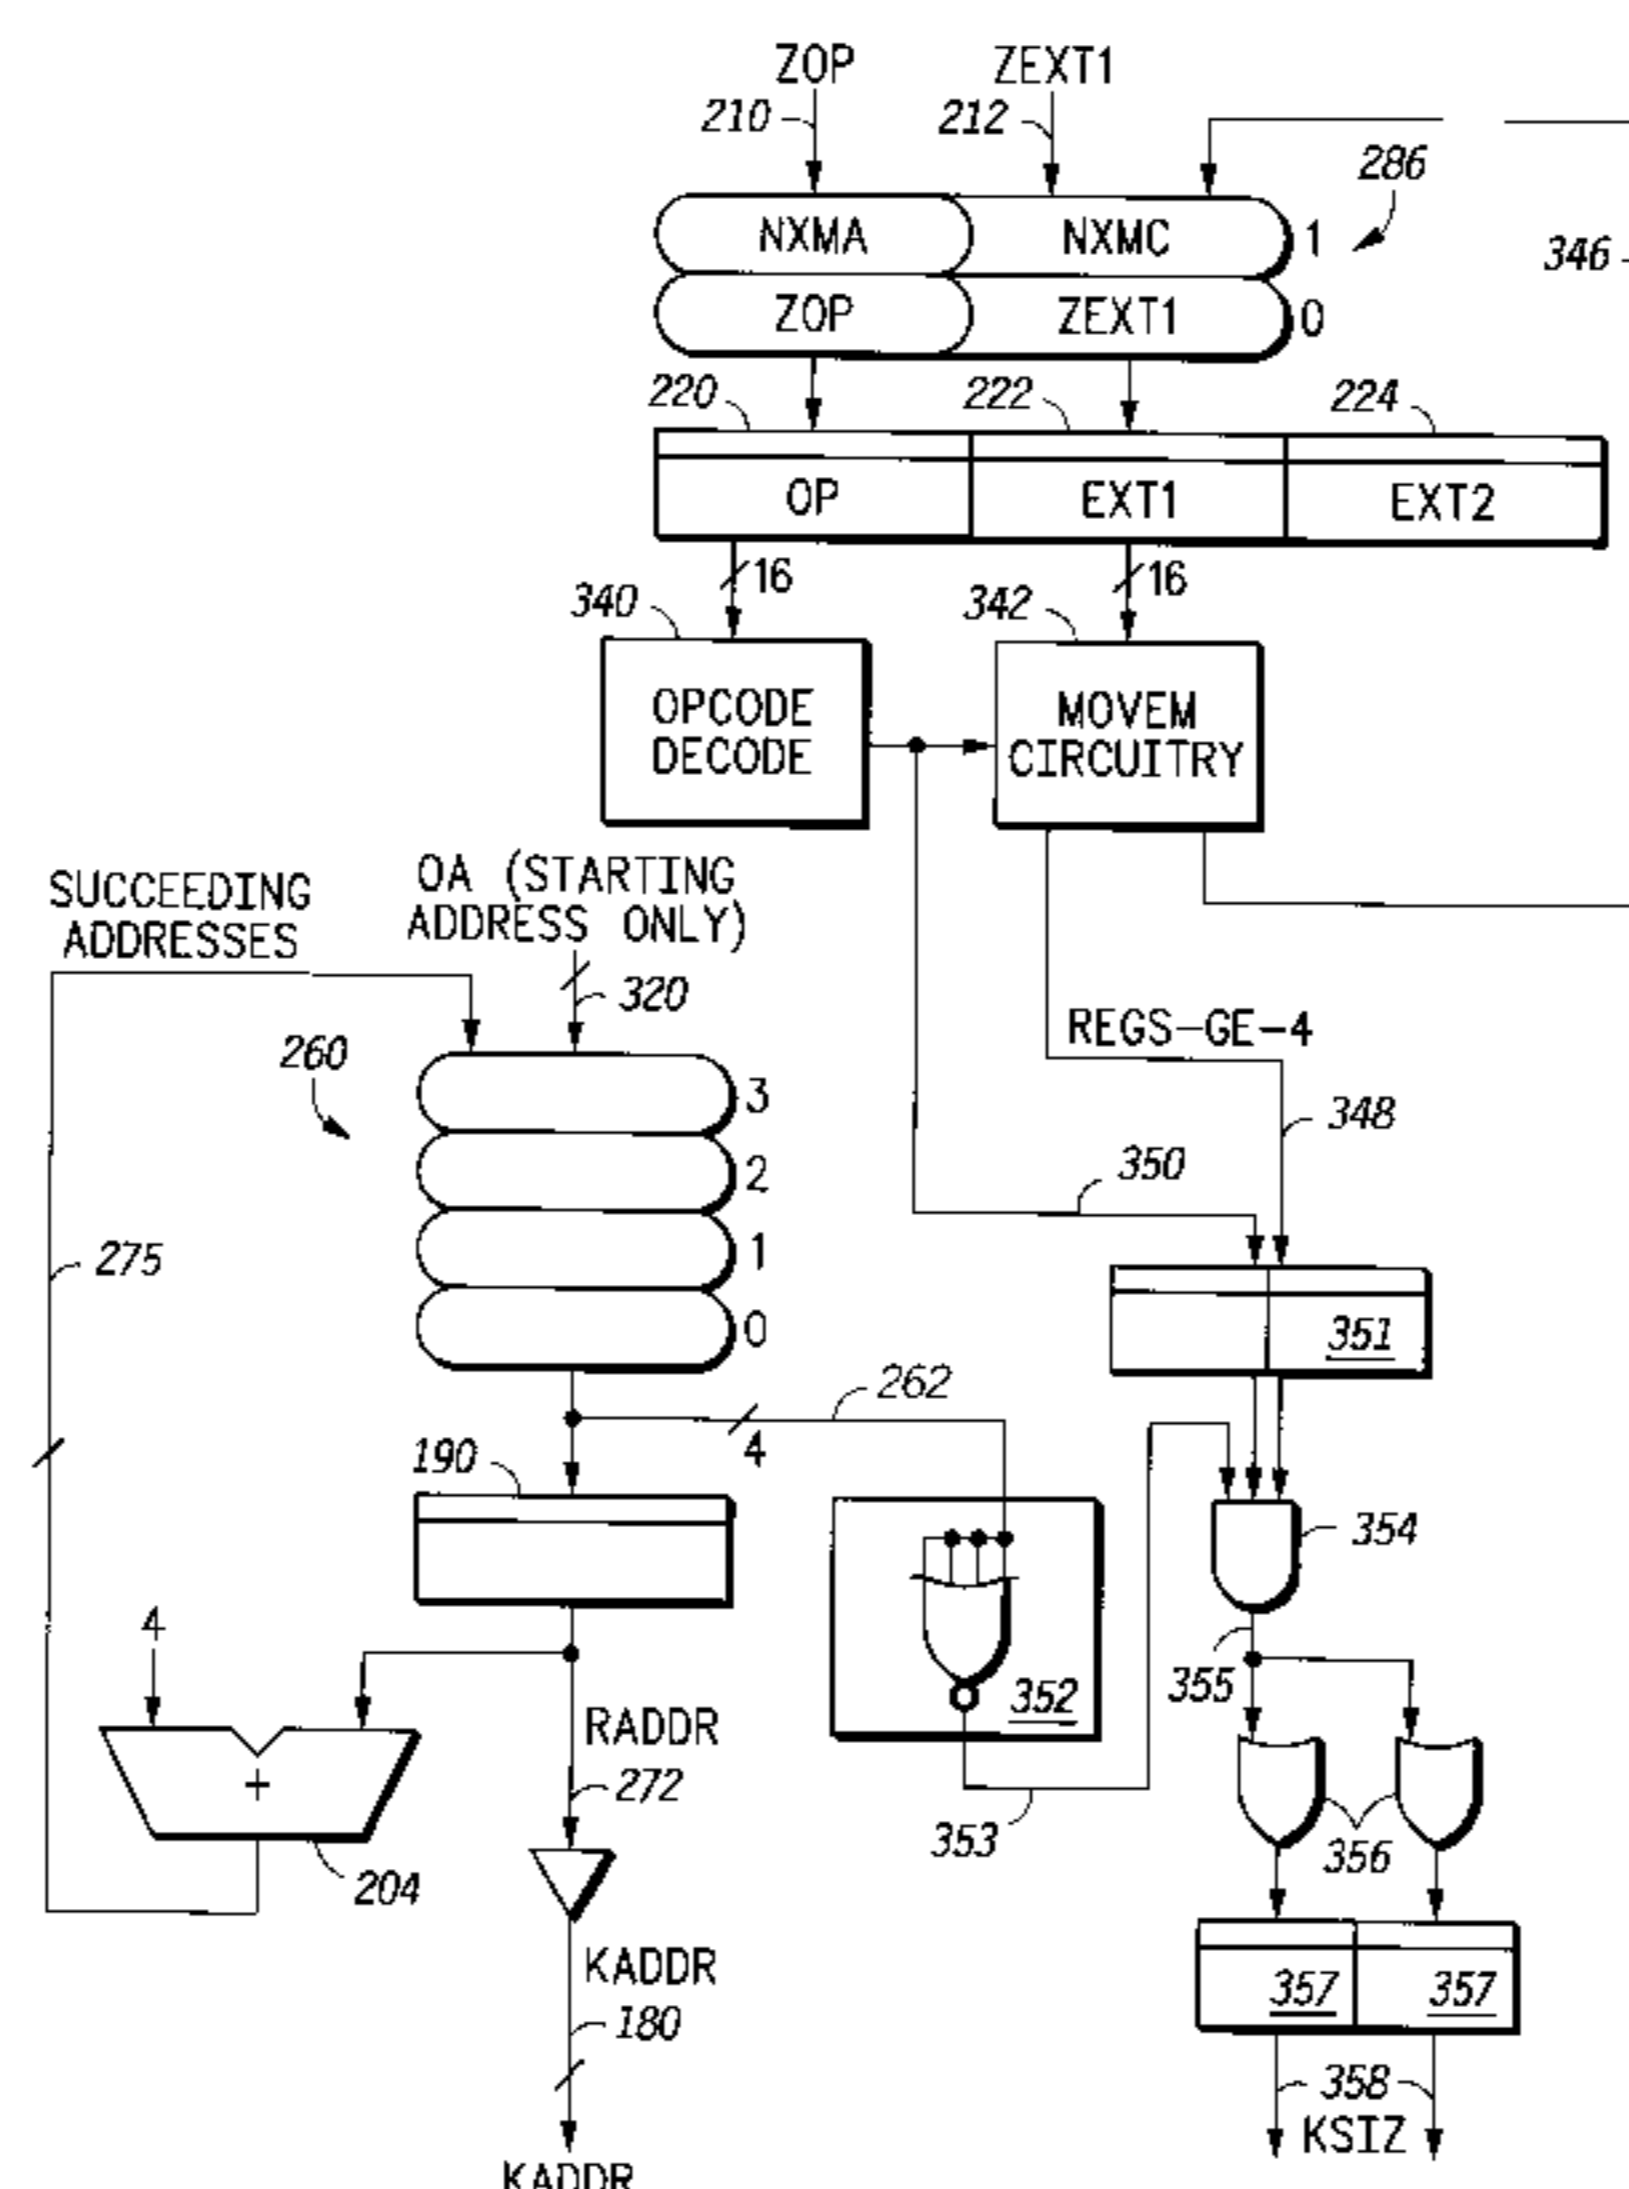 ZOP ZEXT1
210 212
286
NXMA NXMC 1
346
ZOP ZEXT1 0
220 222 224
OP EXT1 EXT2
16 16
340 342
OPCODE
DECODE
MOVEM
CIRCUITRY
SUCCEEDING
ADDRESSES
OA (STARTING
ADDRESS ONLY)
320
REGS-GE-4
260
3
348
2
350
275
1
0
351
262
4
190
354
4
355
352
RADDR
+
272
353
356
204
KADDR
357 357
180
358
KSIZ
KADDR